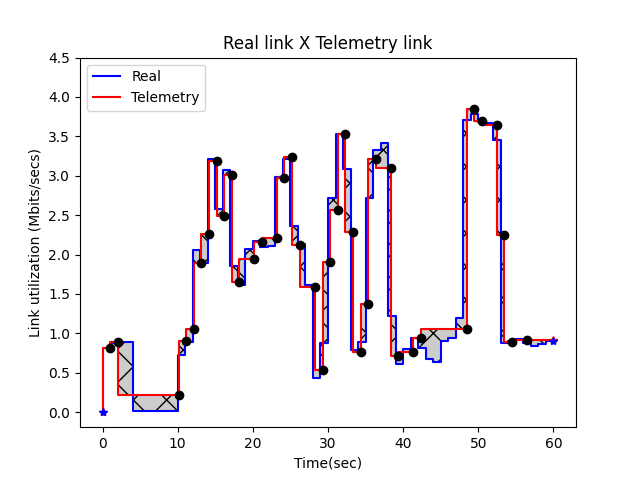 Real link X Telemetry link
Real
Telemetry
Link utilization (Mbits/secs)
4.5
4.0
3.5
3.0
2.5
2.0
1.5
1.0
0.5
0.0
0 10 20 30 40 50 60
Time(sec)